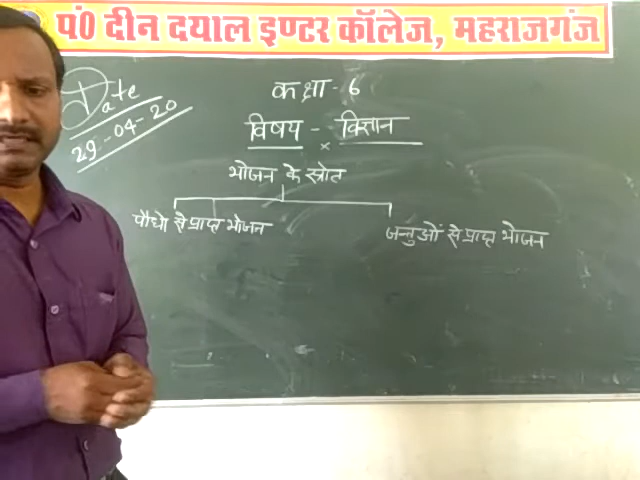 पं0 दीन दयाल इण्टर कॉलेज, महराजगंज
Date
29-04-20
कक्षा - 6
विषय - विज्ञान
भोजन के स्रोत
पौधो से प्राप्त भोजन
जन्तुओं से प्राप्त भोजन